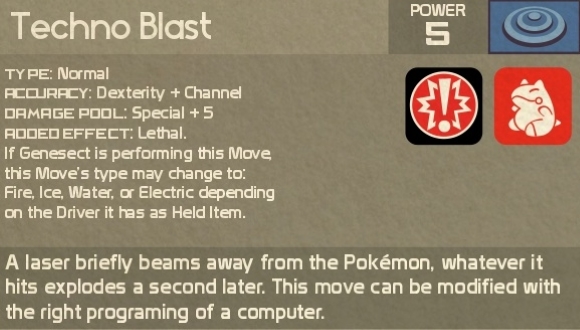 Techno Blast
POWER
5
TYPE: Normal
ACCURACY: Dexterity + Channel
DAMAGE POOL: Special + 5
ADDED EFFECT: Lethal.
If Genesect is performing this Move,
this Move's type may change to:
Fire, Ice, Water, or Electric depending
on the Driver it has as Held Item.
A laser briefly beams away from the Pokémon, whatever it
hits explodes a second later. This move can be modified with
the right programing of a computer.